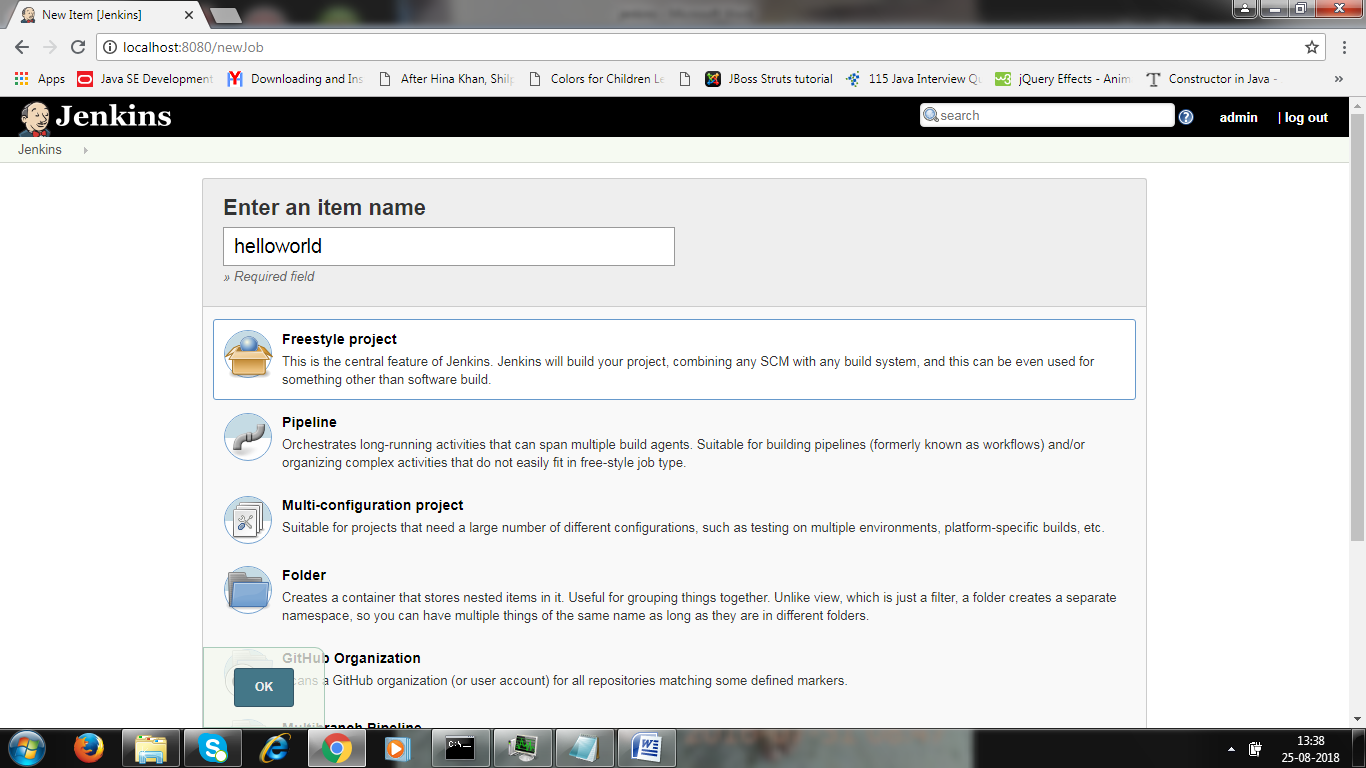 New Item [Jenkins]
localhost:8080/newJob
Apps Java SE Development Downloading and Ins After Hina Khan, Shilp Colors for Children Le JBoss Struts tutorial 115 Java Interview Qu jQuery Effects - Anim Constructor in Java -
Jenkins
search
admin | log out
Jenkins
Enter an item name
helloworld
» Required field
Freestyle project
This is the central feature of Jenkins. Jenkins will build your project, combining any SCM with any build system, and this can be even used for
something other than software build.
Pipeline
Orchestrates long-running activities that can span multiple build agents. Suitable for building pipelines (formerly known as workflows) and/or
organizing complex activities that do not easily fit in free-style job type.
Multi-configuration project
Suitable for projects that need a large number of different configurations, such as testing on multiple environments, platform-specific builds, etc.
Folder
Creates a container that stores nested items in it. Useful for grouping things together. Unlike view, which is just a filter, a folder creates a separate
namespace, so you can have multiple things of the same name as long as they are in different folders.
GitHub Organization
Scans a GitHub organization (or user account) for all repositories matching some defined markers.
OK
Multibranch Pipeline
13:38
25-08-2018